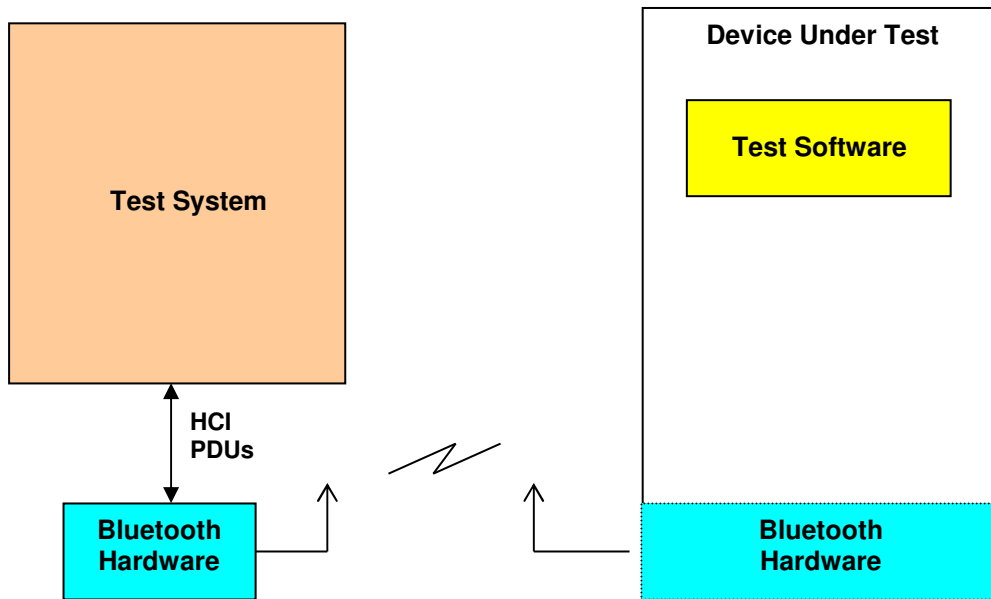 Device Under Test
Test Software
Test System
HCI
PDUs
Bluetooth
Hardware
Bluetooth
Hardware